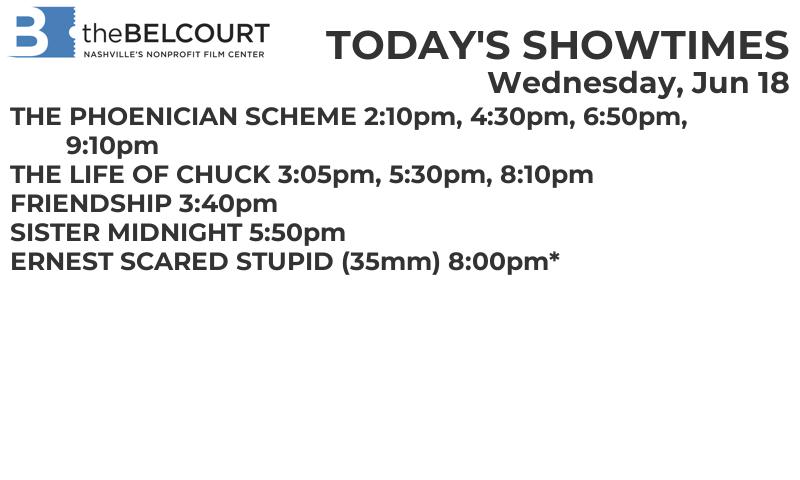 B theBELCOURT
NASHVILLE'S NONPROFIT FILM CENTER
TODAY'S SHOWTIMES
Wednesday, Jun 18
THE PHOENICIAN SCHEME 2:10pm, 4:30pm, 6:50pm,
9:10pm
THE LIFE OF CHUCK 3:05pm, 5:30pm, 8:10pm
FRIENDSHIP 3:40pm
SISTER MIDNIGHT 5:50pm
ERNEST SCARED STUPID (35mm) 8:00pm*